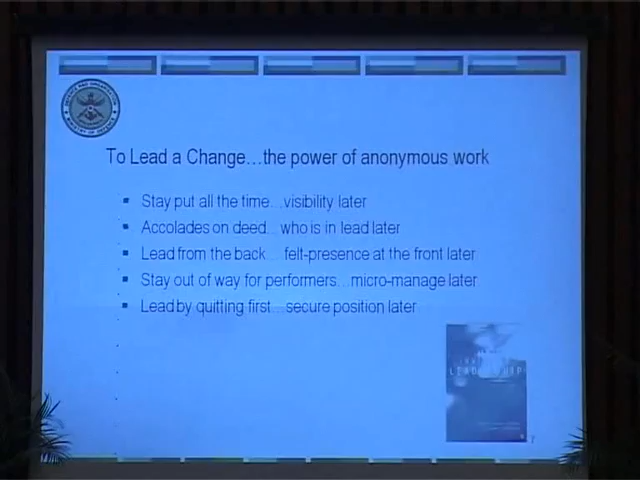 To Lead a Change…the power of anonymous work
Stay put all the time…visibility later
Accolades on deed…who is in lead later
Lead from the back…felt-presence at the front later
Stay out of way for performers…micro-manage later
Lead by quitting first…secure position later
LEADERSHIP